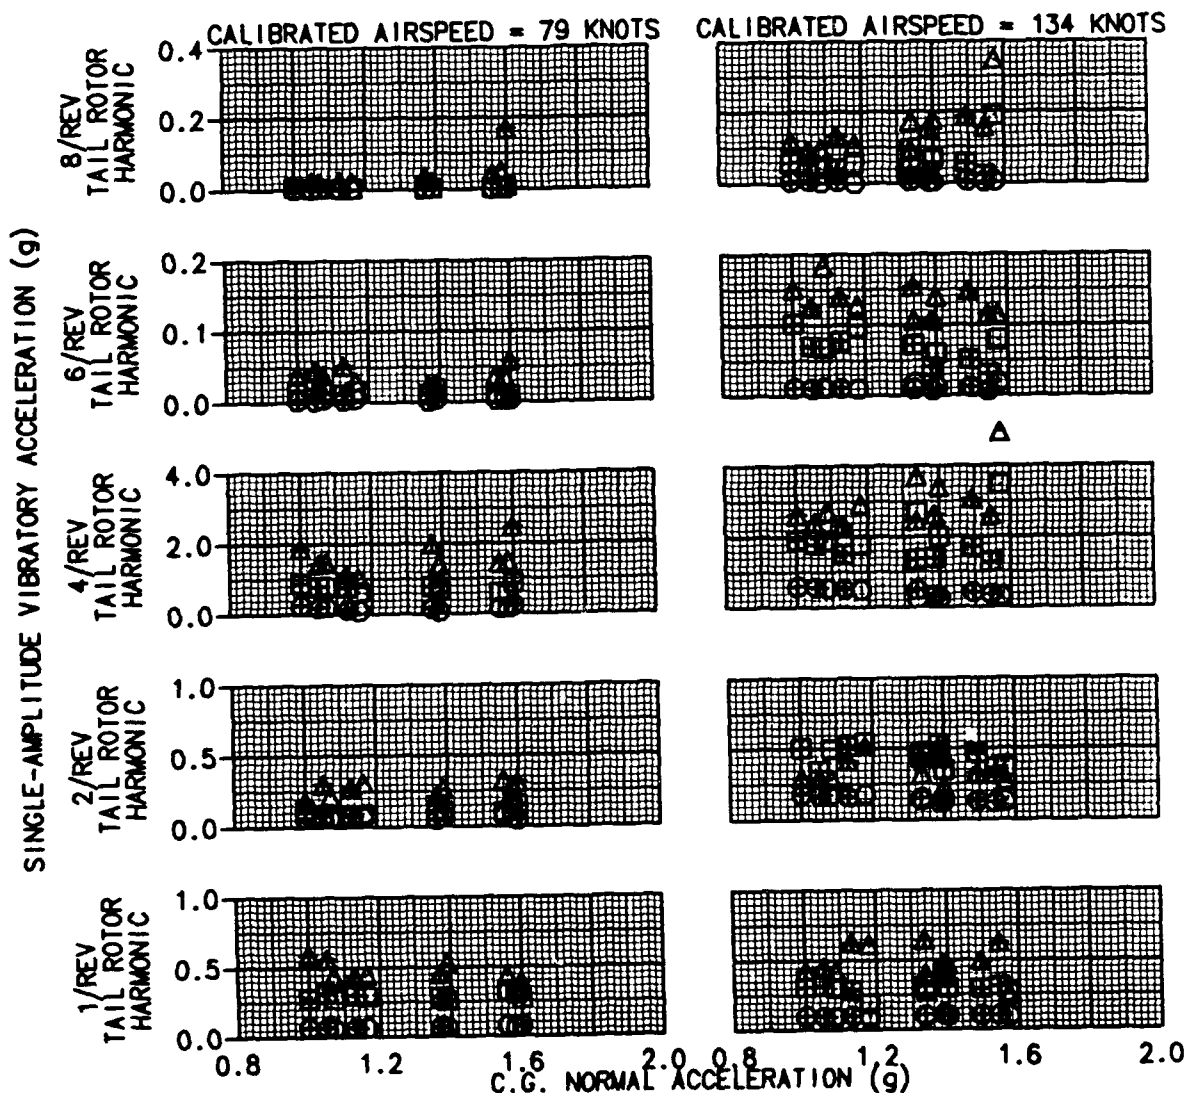 CALIBRATED AIRSPEED = 79 KNOTS
CALIBRATED AIRSPEED = 134 KNOTS
SINGLE-AMPLITUDE VIBRATORY ACCELERATION (g)
8/REV
TAIL ROTOR
HARMONIC
0.4
0.2
0.0
6/REV
TAIL ROTOR
HARMONIC
0.2
0.1
0.0
4/REV
TAIL ROTOR
HARMONIC
4.0
2.0
0.0
2/REV
TAIL ROTOR
HARMONIC
1.0
0.5
0.0
1/REV
TAIL ROTOR
HARMONIC
1.0
0.5
0.0
0.8 1.2 1.6 2.0
0.8 1.2 1.6 2.0
C.G. NORMAL ACCELERATION (g)